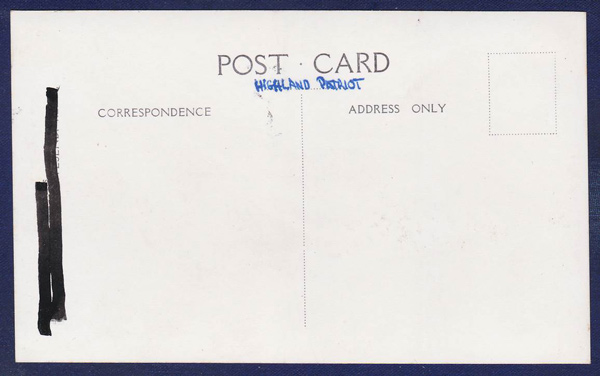 POST · CARD
HIGHLAND PATRIOT
CORRESPONDENCE
ADDRESS ONLY